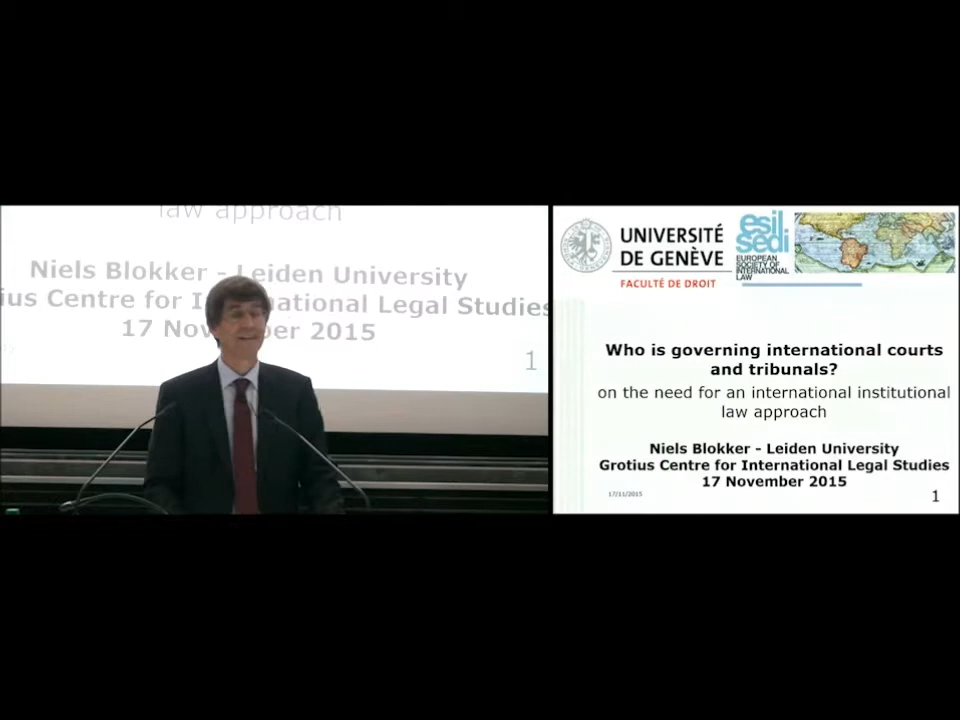 law approach
Niels Blokker - Leiden University
ius Centre for International Legal Studies
17 November 2015
1
UNIVERSITÉ
DE GENÈVE
FACULTÉ DE DROIT
esil
sedi
EUROPEAN
SOCIETY OF
INTERNATIONAL
LAW
Who is governing international courts
and tribunals?
on the need for an international institutional
law approach
Niels Blokker - Leiden University
Grotius Centre for International Legal Studies
17 November 2015
17/11/2015
1